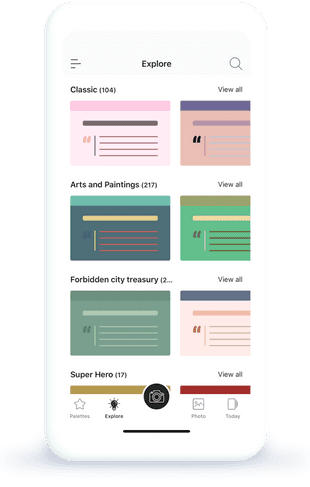 Explore
Classic (104) View all
Arts and Paintings (217) View all
Forbidden city treasury (2... View all
Super Hero (17) View all
Palettes Explore Photo Today